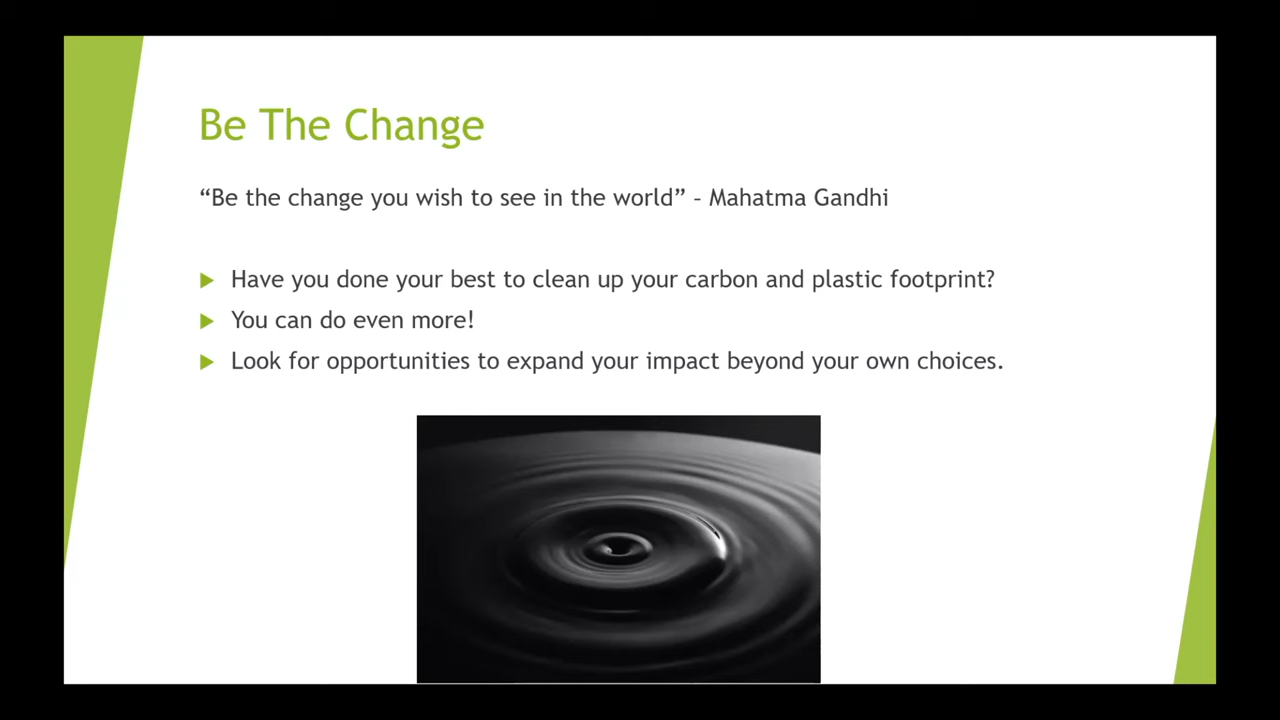 Be The Change
“Be the change you wish to see in the world” – Mahatma Gandhi
Have you done your best to clean up your carbon and plastic footprint?
You can do even more!
Look for opportunities to expand your impact beyond your own choices.